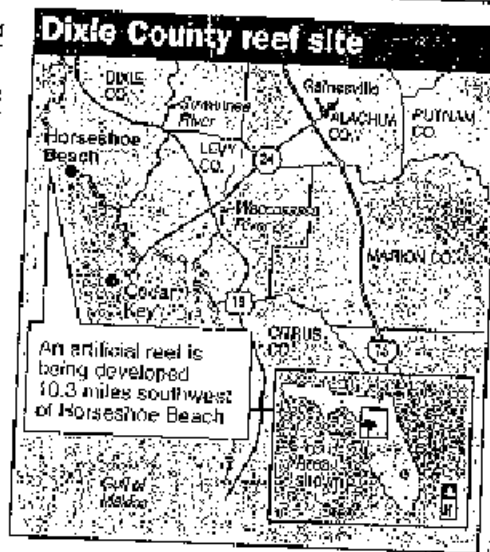 Dixie County reef site
DIXIE
CO.
Suwannee
River
Gainesville
ALACHUA
CO.
PUTNAM
CO.
Horseshoe
Beach
LEVY
CO.
24
Waccasassa
River
MARION CO.
Cedar
Key
19
CITRUS
CO.
75
An artificial reef is
being developed
10.3 miles southwest
of Horseshoe Beach
Area
shown
Gulf of
Mexico
N